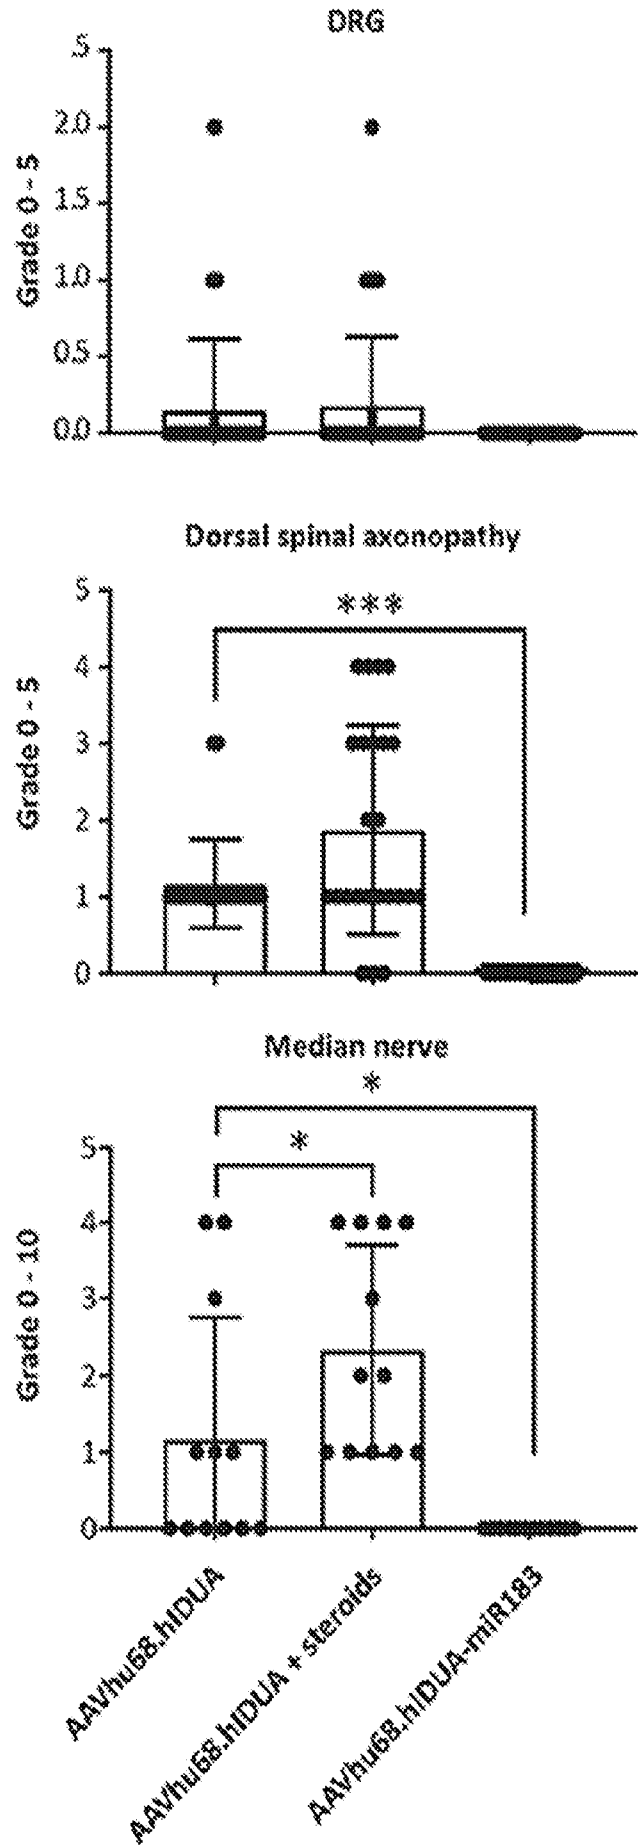 DRG
Grade 0 - 5
.5
2.0
1.5
1.0
0.5
0.0
Dorsal spinal axonopathy
Grade 0 - 5
5
4
3
2
1
0
***
Median nerve
Grade 0 - 10
5
4
3
2
1
0
*
*
AAVhu68.hIDUA
AAVhu68.hIDUA + steroids
AAVhu68.hIDUA-miR183